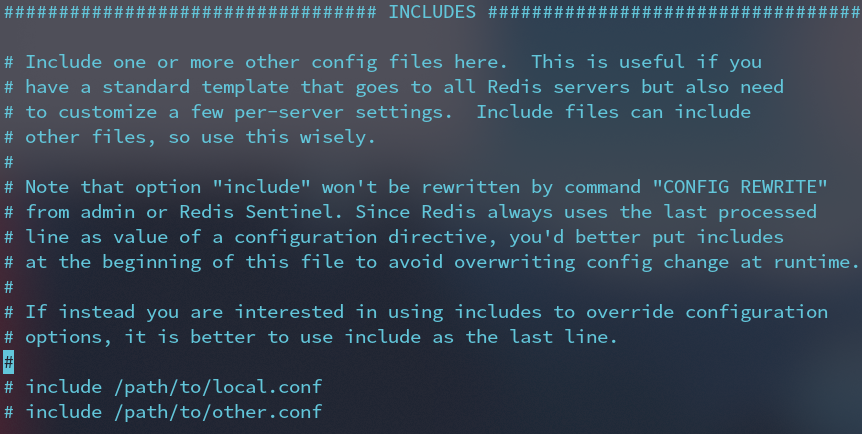 ################################## INCLUDES ##################################
# Include one or more other config files here.  This is useful if you
# have a standard template that goes to all Redis servers but also need
# to customize a few per-server settings.  Include files can include
# other files, so use this wisely.
#
# Note that option "include" won't be rewritten by command "CONFIG REWRITE"
# from admin or Redis Sentinel. Since Redis always uses the last processed
# line as value of a configuration directive, you'd better put includes
# at the beginning of this file to avoid overwriting config change at runtime.
#
# If instead you are interested in using includes to override configuration
# options, it is better to use include as the last line.
#
# include /path/to/local.conf
# include /path/to/other.conf